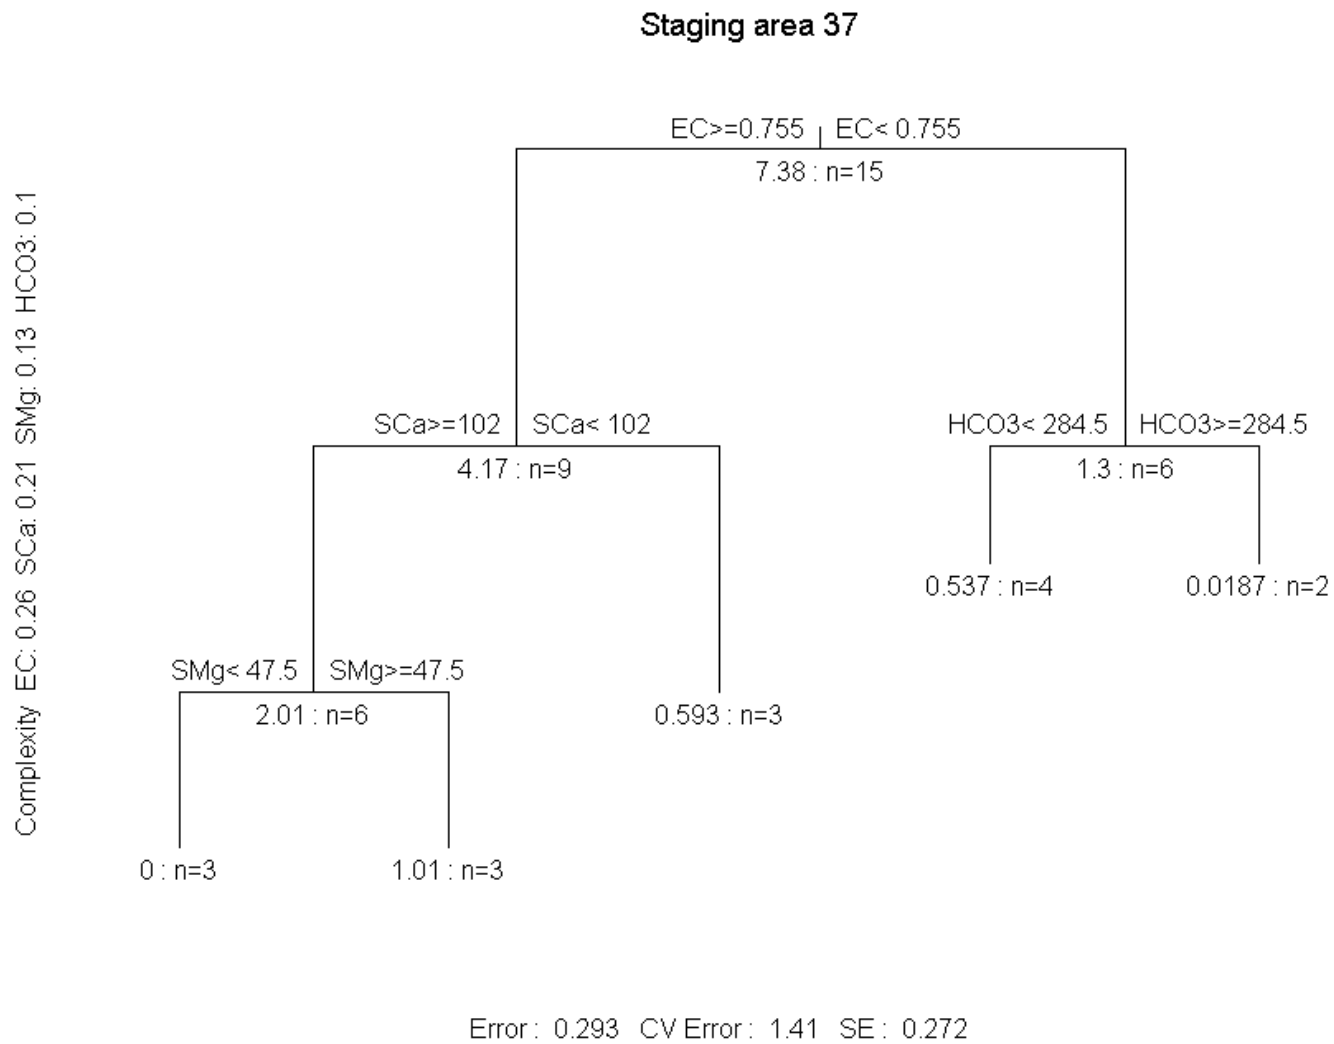 Staging area 37
EC>=0.755 EC< 0.755
7.38 : n=15
Complexity EC: 0.26 SCa: 0.21 SMg: 0.13 HCO3: 0.1
SCa>=102 SCa< 102
4.17 : n=9
HCO3< 284.5 HCO3>=284.5
1.3 : n=6
0.537 : n=4
0.0187 : n=2
SMg< 47.5 SMg>=47.5
2.01 : n=6
0.593 : n=3
0 : n=3
1.01 : n=3
Error : 0.293 CV Error : 1.41 SE : 0.272